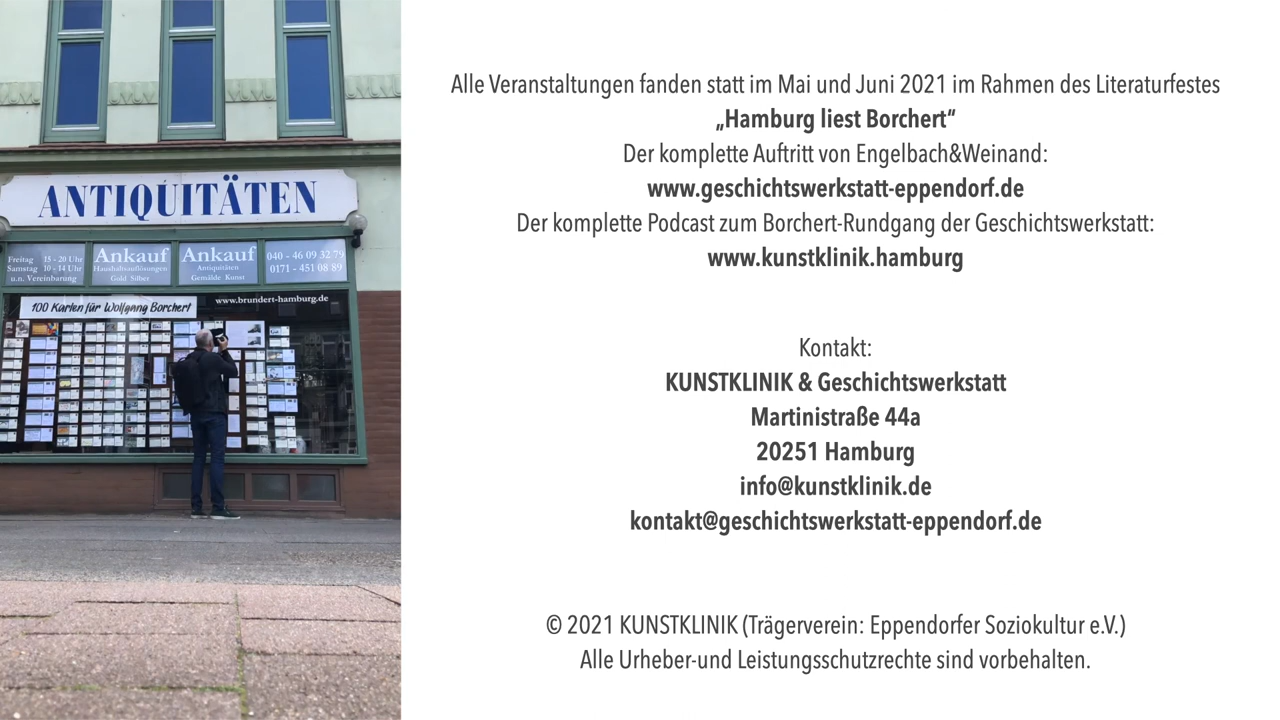 ANTIQUITÄTEN
Freitag 15 - 20 Uhr
Samstag 10 - 14 Uhr
u.n. Vereinbarung
Ankauf
Haushaltsauflösungen
Gold Silber
Ankauf
Antiquitäten
Gemälde Kunst
040 - 46 09 32 79
0171 - 451 08 89
100 Karten für Wolfgang Borchert
www.brundert-hamburg.de
Alle Veranstaltungen fanden statt im Mai und Juni 2021 im Rahmen des Literaturfestes
„Hamburg liest Borchert“
Der komplette Auftritt von Engelbach&Weinand:
www.geschichtswerkstatt-eppendorf.de
Der komplette Podcast zum Borchert-Rundgang der Geschichtswerkstatt:
www.kunstklinik.hamburg
Kontakt:
KUNSTKLINIK & Geschichtswerkstatt
Martinistraße 44a
20251 Hamburg
info@kunstklinik.de
kontakt@geschichtswerkstatt-eppendorf.de
© 2021 KUNSTKLINIK (Trägerverein: Eppendorfer Soziokultur e.V.)
Alle Urheber-und Leistungsschutzrechte sind vorbehalten.